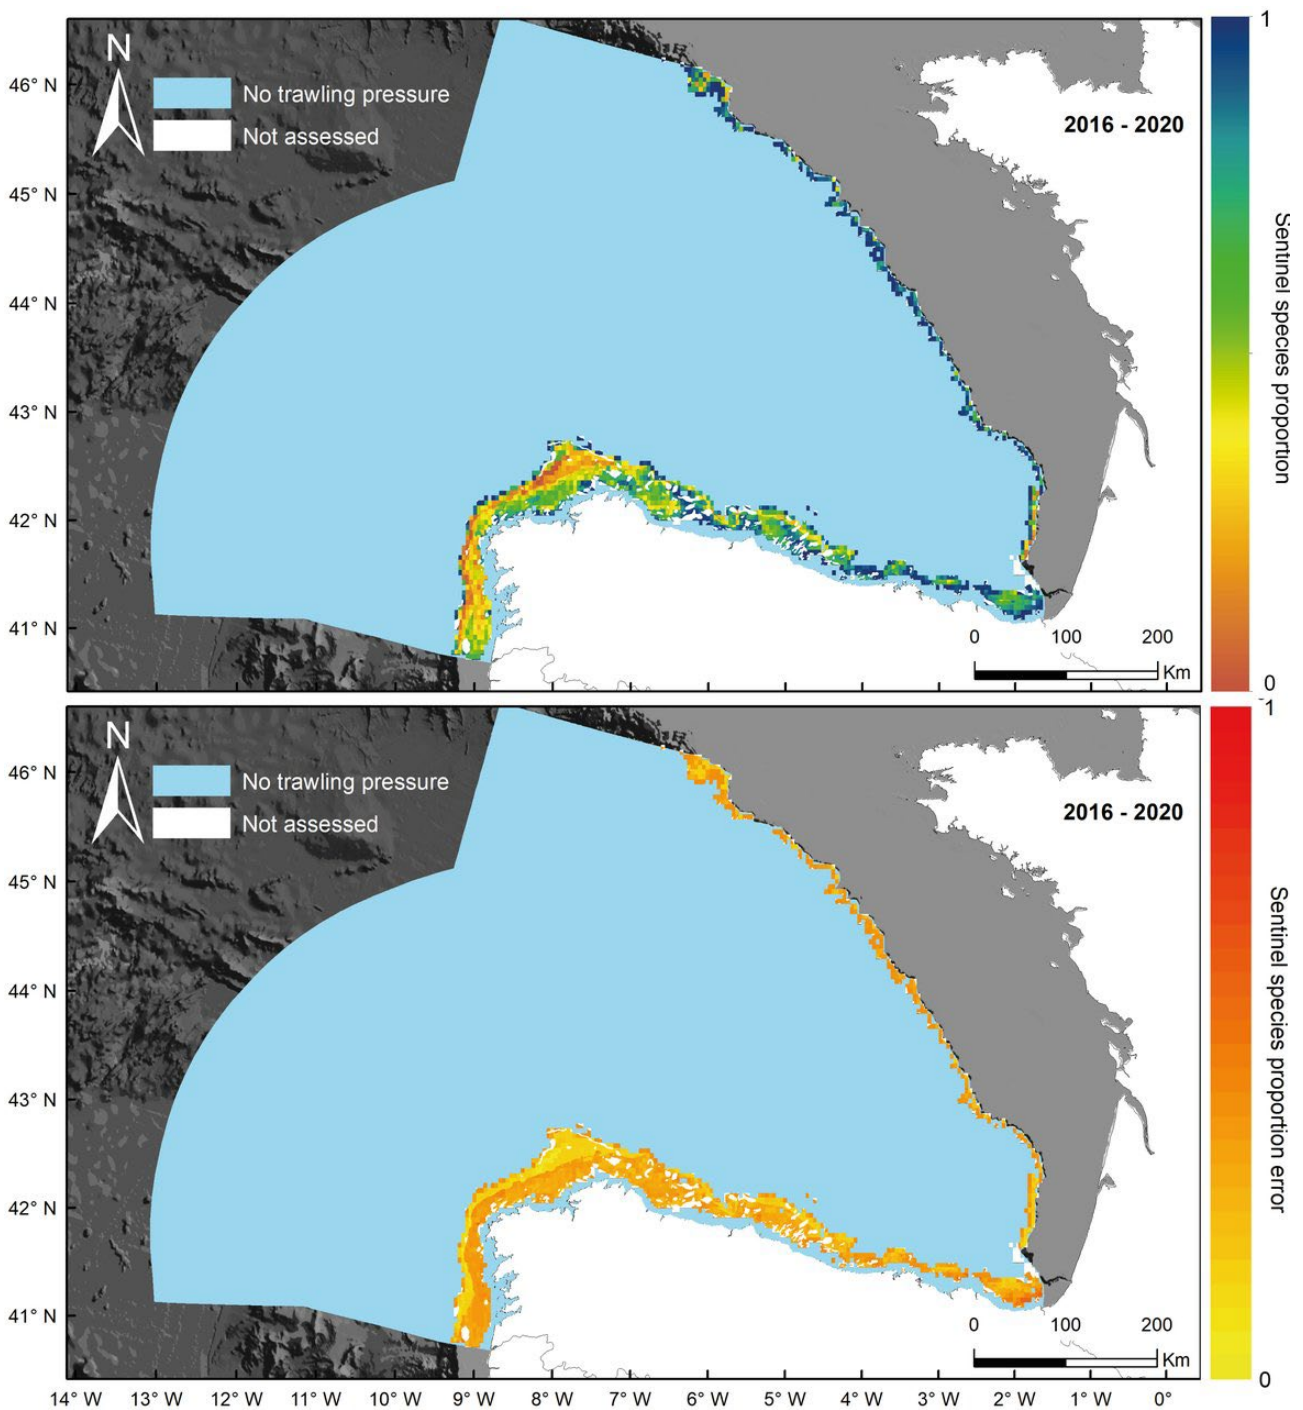 N
No trawling pressure
Not assessed
2016 - 2020
46° N
45° N
44° N
43° N
42° N
41° N
0 100 200
Km
1
Sentinel species proportion
0
N
No trawling pressure
Not assessed
2016 - 2020
46° N
45° N
44° N
43° N
42° N
41° N
0 100 200
Km
1
Sentinel species proportion error
0
14° W 13° W 12° W 11° W 10° W 9° W 8° W 7° W 6° W 5° W 4° W 3° W 2° W 1° W 0°